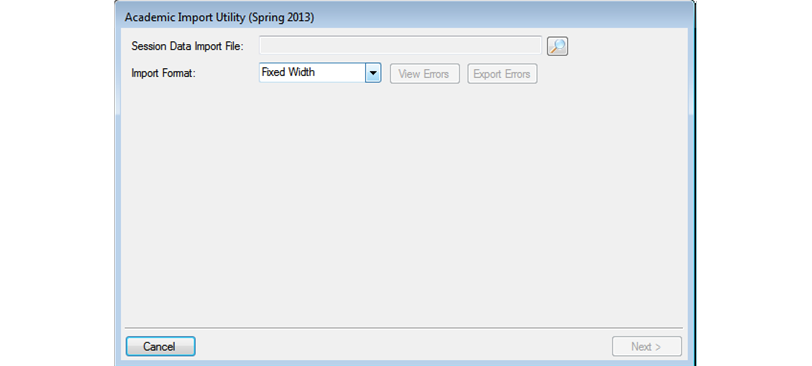 Academic Import Utility (Spring 2013)
Session Data Import File:
Import Format: Fixed Width View Errors Export Errors
Cancel Next >